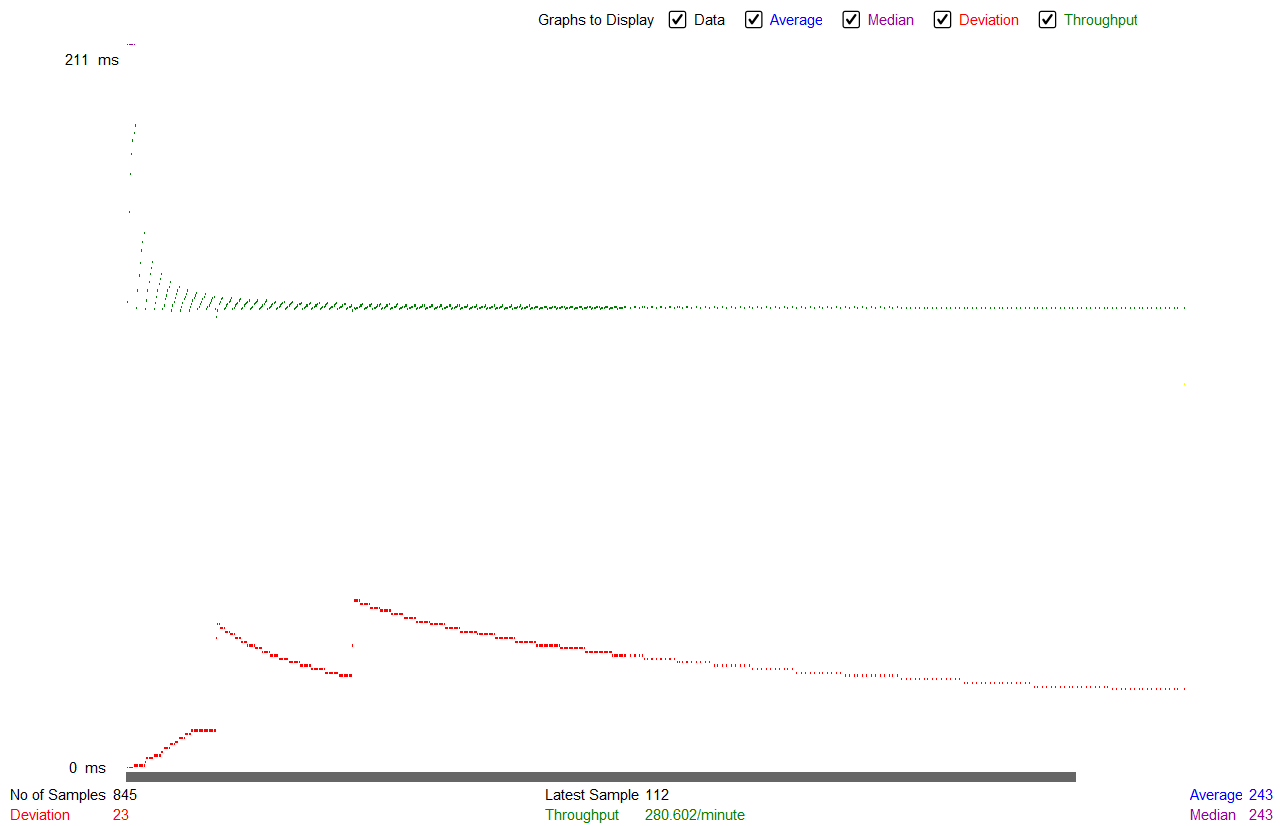 Graphs to Display Data Average Median Deviation Throughput
211 ms
0 ms
No of Samples 845 Latest Sample 112 Average 243
Deviation 23 Throughput 280.602/minute Median 243